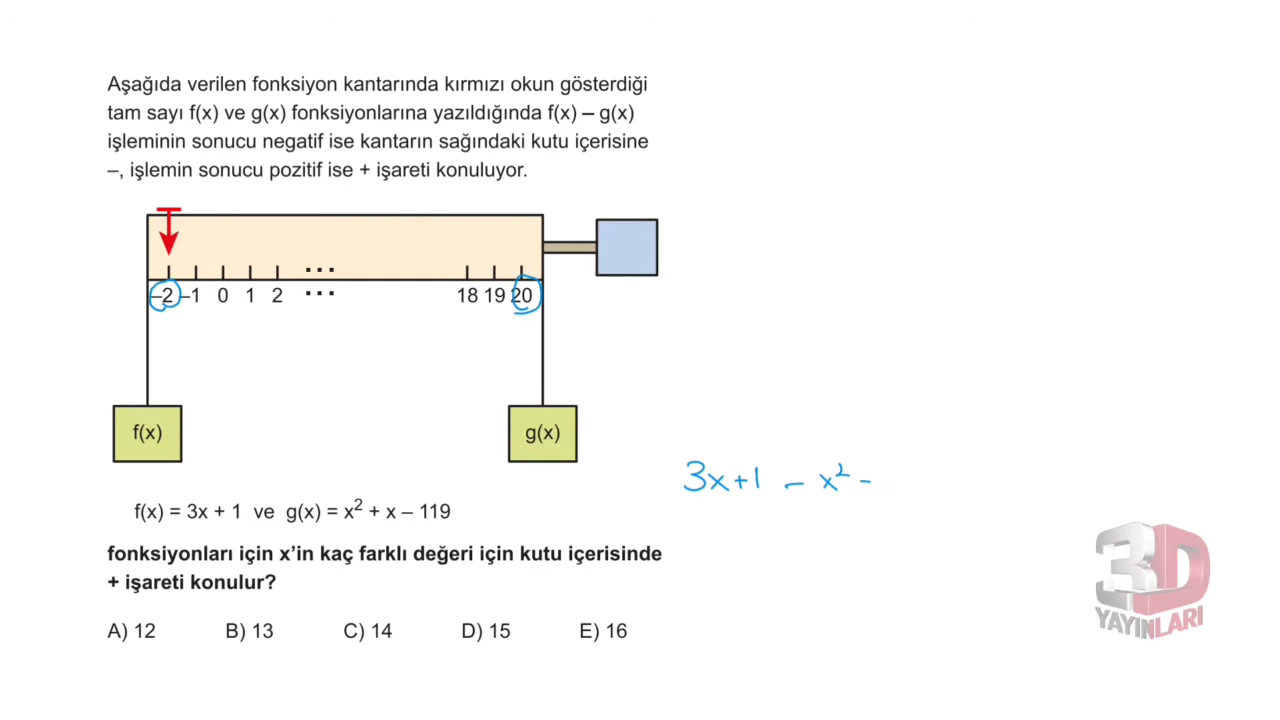 Aşağıda verilen fonksiyon kantarında kırmızı okun gösterdiği
tam sayı f(x) ve g(x) fonksiyonlarına yazıldığında f(x) – g(x)
işleminin sonucu negatif ise kantarın sağındaki kutu içerisine
–, işlemin sonucu pozitif ise + işareti konuluyor.
–2 –1 0 1 2 ... 18 19 20
f(x) g(x)
3x+1 - x² -
f(x) = 3x + 1 ve g(x) = x² + x – 119
fonksiyonları için x’in kaç farklı değeri için kutu içerisinde
+ işareti konulur?
A) 12 B) 13 C) 14 D) 15 E) 16
3D
YAYINLARI